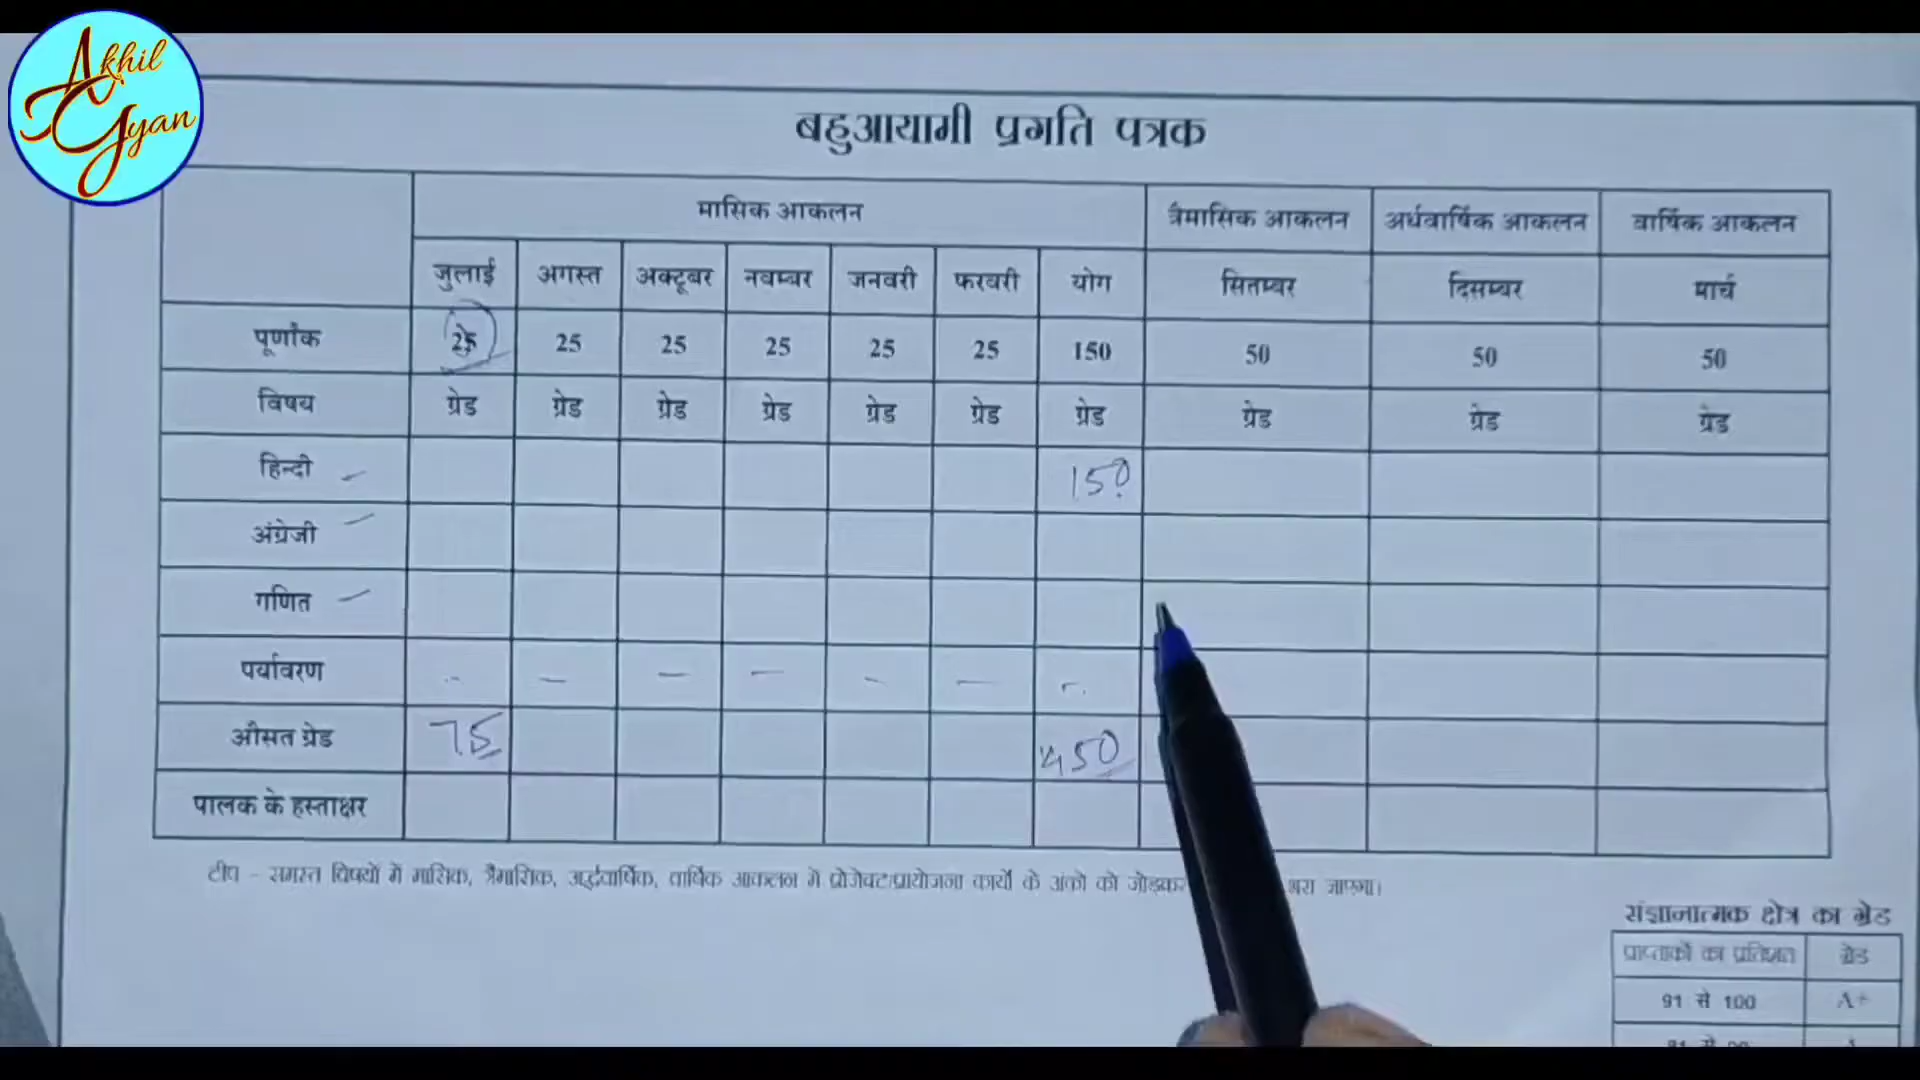 Akhil
Gyan
बहुआयामी प्रगति पत्रक
मासिक आकलन त्रैमासिक आकलन अर्धवार्षिक आकलन वार्षिक आकलन
जुलाई अगस्त अक्टूबर नवम्बर जनवरी फरवरी योग सितम्बर दिसम्बर मार्च
पूर्णांक 25 25 25 25 25 25 150 50 50 50
विषय ग्रेड ग्रेड ग्रेड ग्रेड ग्रेड ग्रेड ग्रेड ग्रेड ग्रेड ग्रेड
हिन्दी 150
अंग्रेजी
गणित
पर्यावरण
औसत ग्रेड 75 450
पालक के हस्ताक्षर
टीप - समस्त विषयों में मासिक, त्रैमासिक, अर्द्धवार्षिक, वार्षिक आकलन में प्रोजेक्ट/प्रायोजना कार्यों के अंको को जोड़कर भरा जाएगा।
संज्ञानात्मक क्षेत्र का ग्रेड
प्राप्तांकों का प्रतिशत ग्रेड
91 से 100 A+